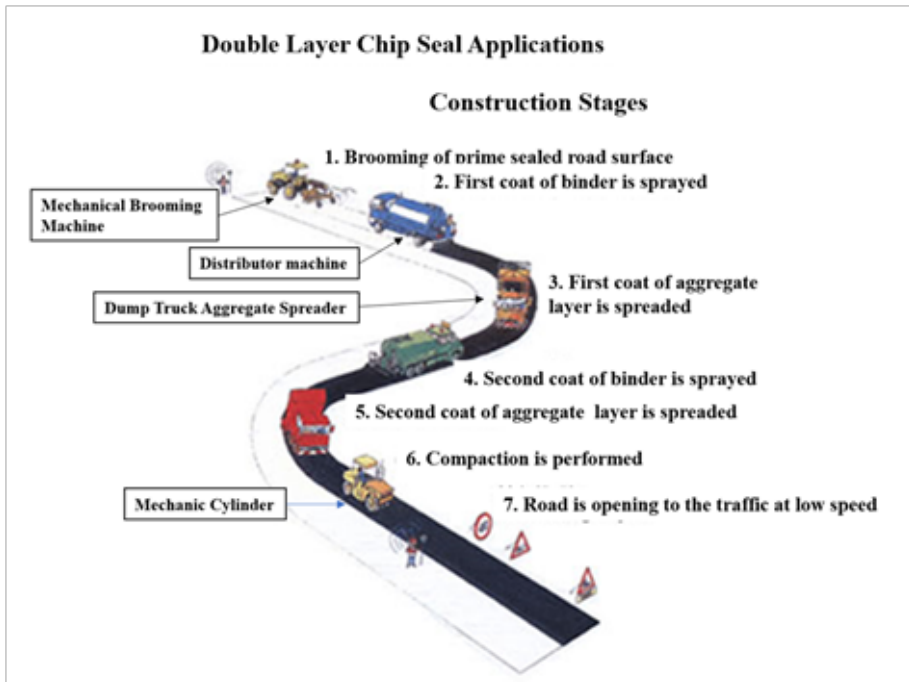 Double Layer Chip Seal Applications
Construction Stages
1. Brooming of prime sealed road surface
2. First coat of binder is sprayed
Mechanical Brooming
Machine
Distributor machine
3. First coat of aggregate
layer is spreaded
Dump Truck Aggregate Spreader
4. Second coat of binder is sprayed
5. Second coat of aggregate layer is spreaded
6. Compaction is performed
Mechanic Cylinder
7. Road is opening to the traffic at low speed